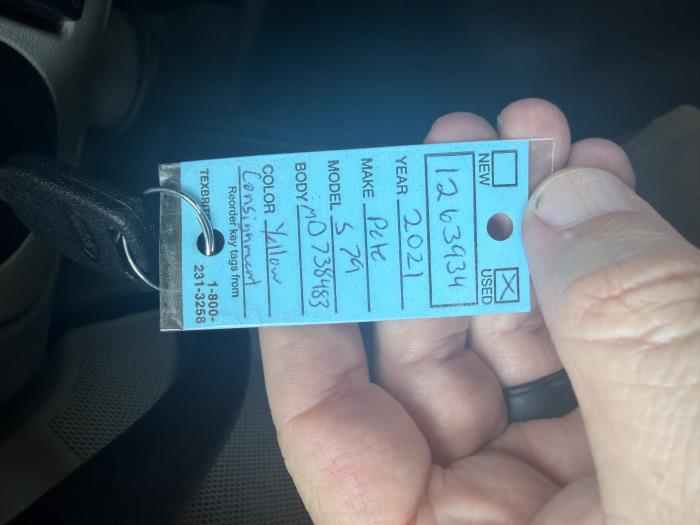 NEW USED
1263934
YEAR 2021
MAKE Pete
MODEL 579
BODY MD738483
COLOR Yellow
Consignment
Reorder key tags from
1-800-
231-3258